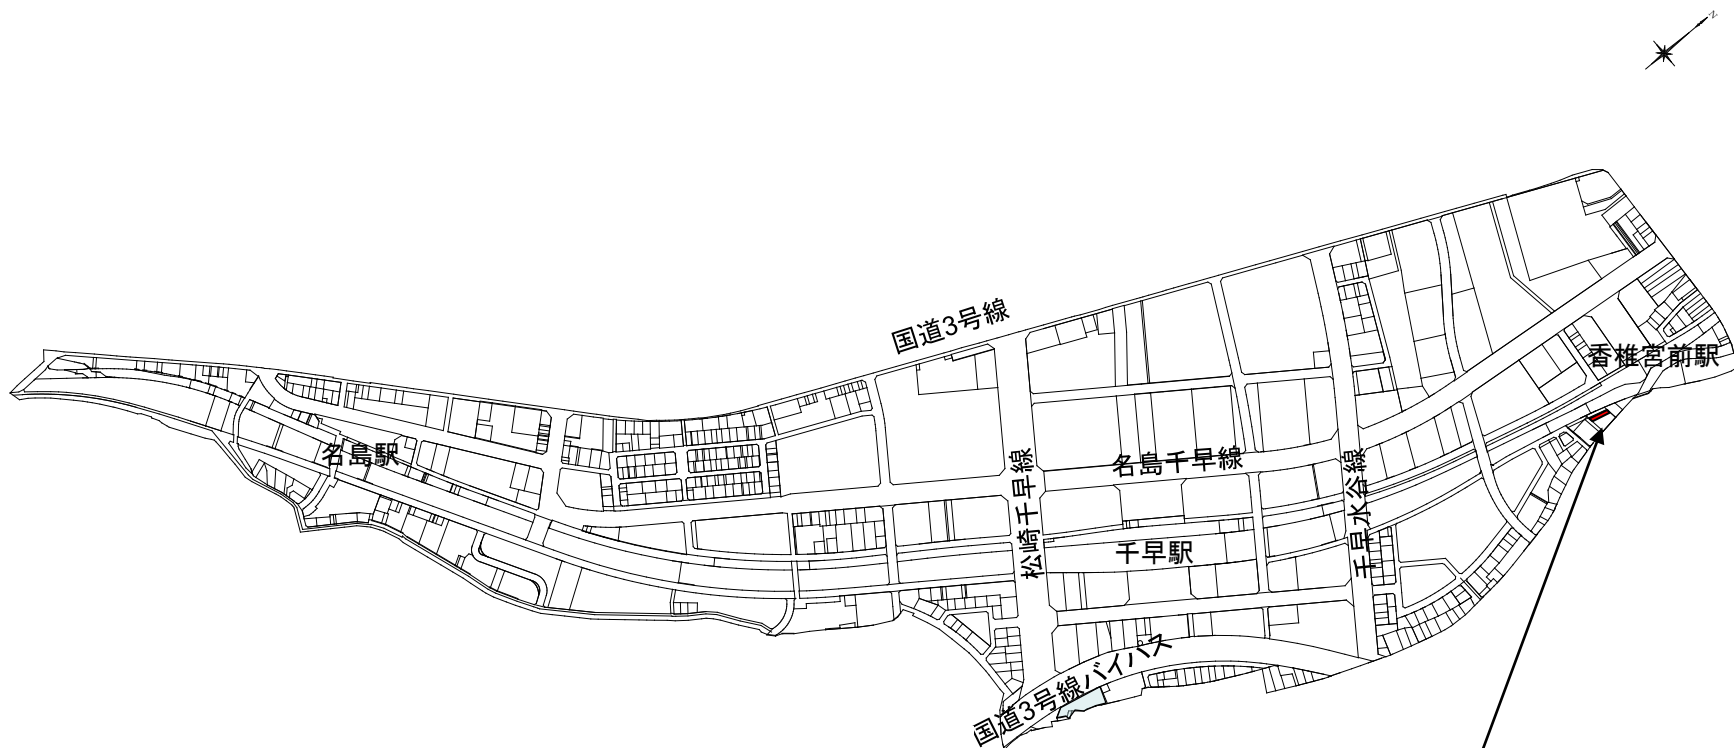 N
国道3号線
香椎宮前駅
名島駅
名島千早線
松崎千早線
千早水谷線
千早駅
国道3号線バイパス